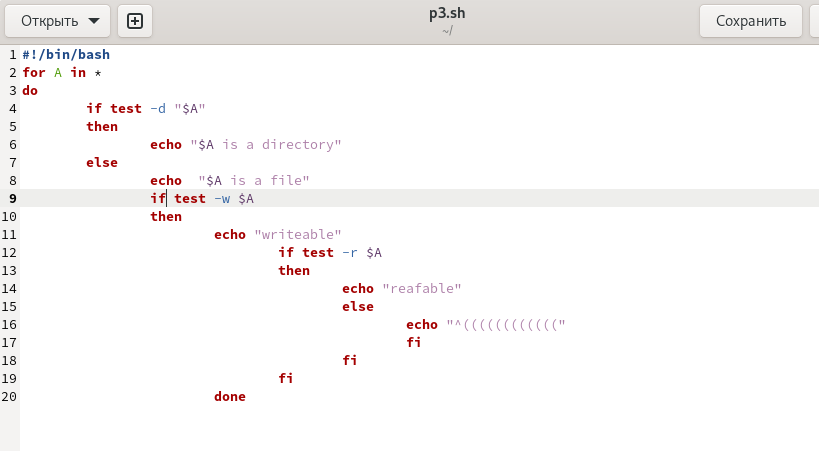 Открыть
p3.sh
~/
Сохранить
1 #!/bin/bash
2 for A in *
3 do
4 if test -d "$A"
5 then
6 echo "$A is a directory"
7 else
8 echo  "$A is a file"
9 if test -w $A
10 then
11 echo "writeable"
12 if test -r $A
13 then
14 echo "reafable"
15 else
16 echo "^(((((((((((("
17 fi
18 fi
19 fi
20 done